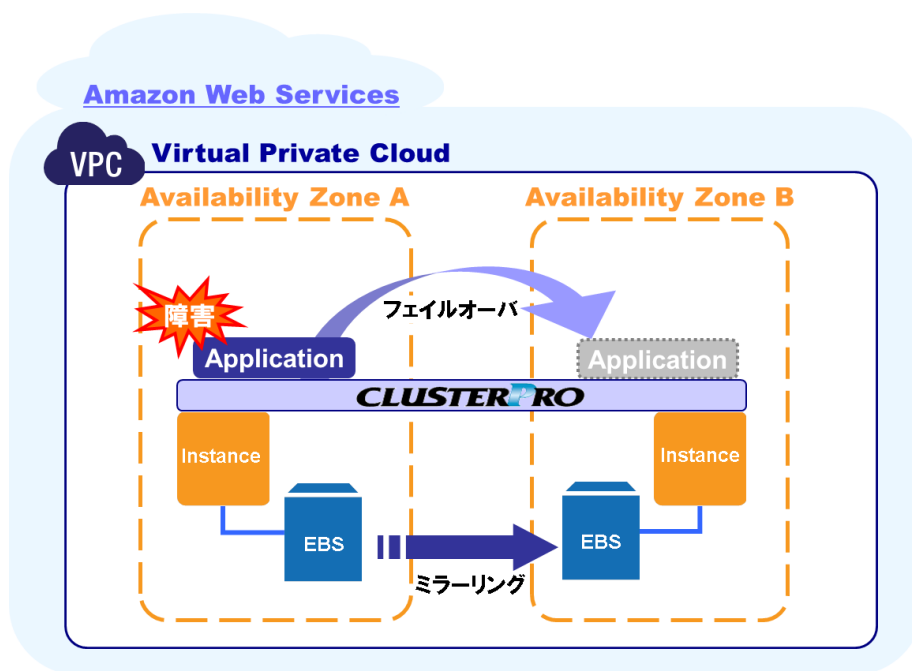 Amazon Web Services
VPC
Virtual Private Cloud
Availability Zone A
Availability Zone B
障害
フェイルオーバ
Application
Application
CLUSTERPRO
Instance
Instance
EBS
EBS
ミラーリング